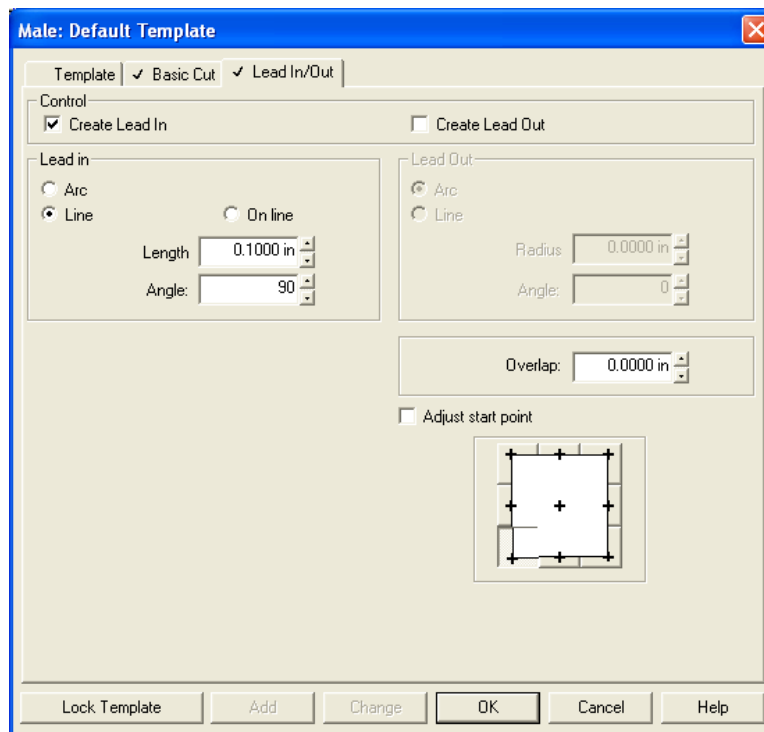 Male: Default Template
Template ✓ Basic Cut ✓ Lead In/Out
Control
Create Lead In Create Lead Out
Lead in Lead Out
Arc Arc
Line On line Line
Length 0.1000 in Radius 0.0000 in
Angle: 90 Angle: 0
Overlap: 0.0000 in
Adjust start point
Lock Template Add Change OK Cancel Help